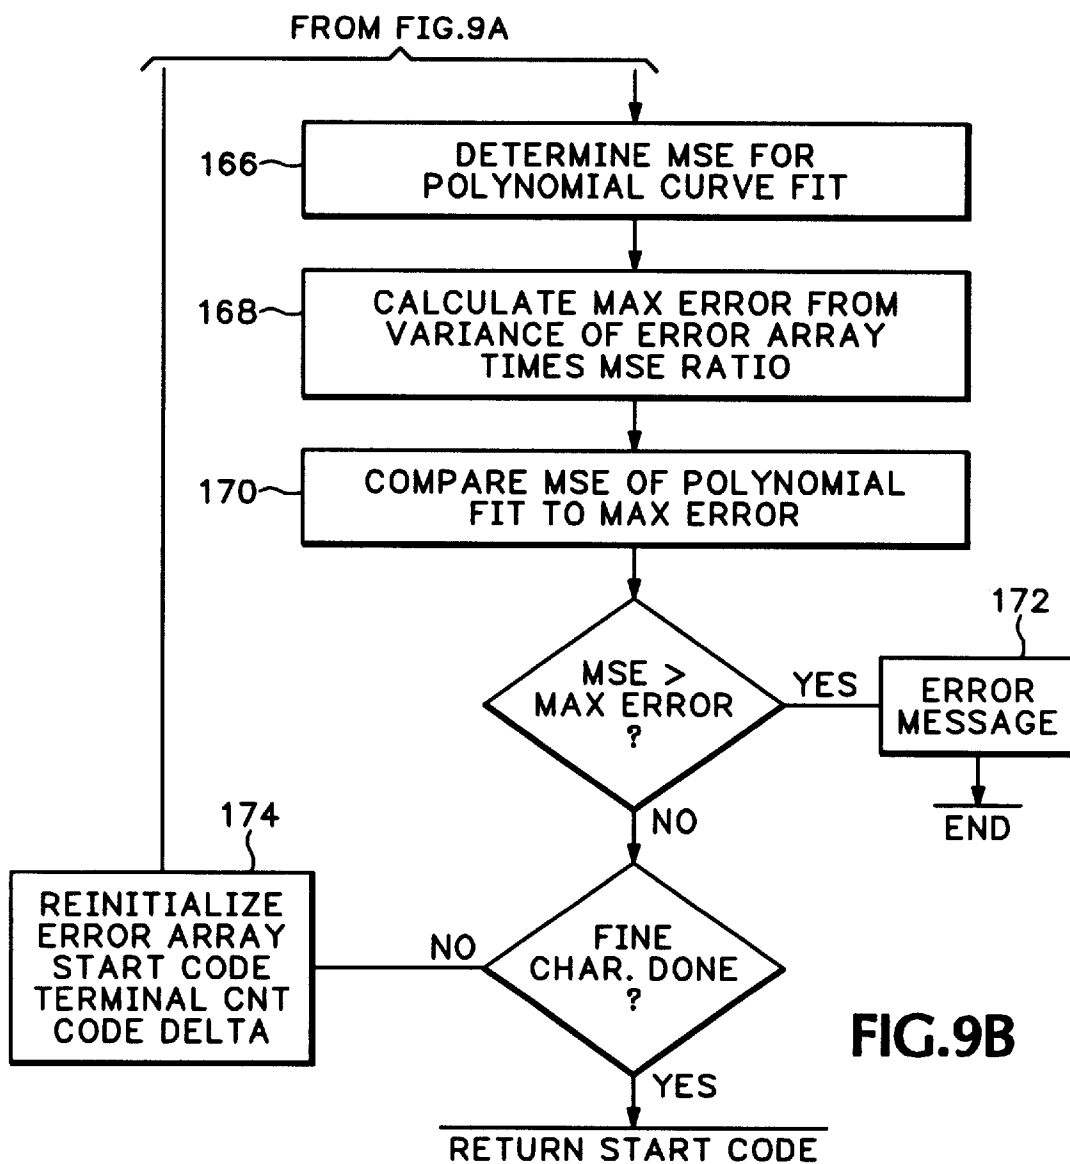 FROM FIG.9A
166
DETERMINE MSE FOR
POLYNOMIAL CURVE FIT
168
CALCULATE MAX ERROR FROM
VARIANCE OF ERROR ARRAY
TIMES MSE RATIO
170
COMPARE MSE OF POLYNOMIAL
FIT TO MAX ERROR
MSE >
MAX ERROR
?
YES
172
ERROR
MESSAGE
END
NO
174
REINITIALIZE
ERROR ARRAY
START CODE
TERMINAL CNT
CODE DELTA
NO
FINE
CHAR. DONE
?
YES
RETURN START CODE
FIG.9B